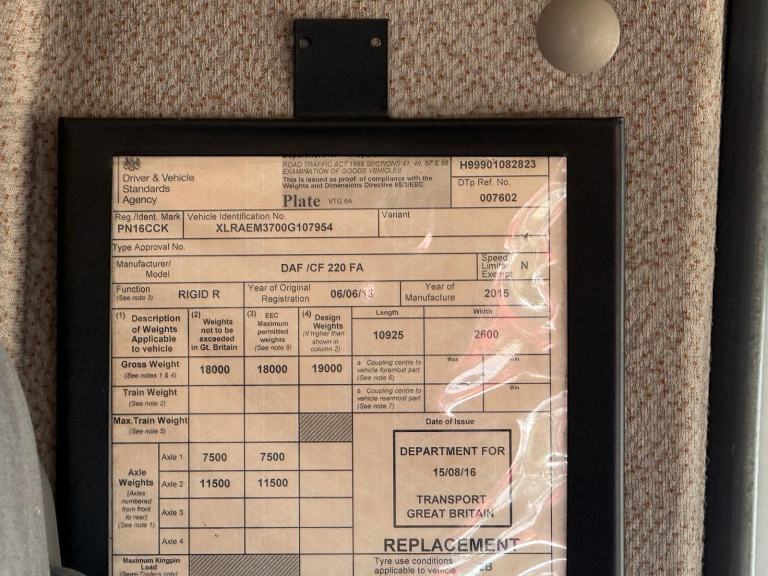 ROAD TRAFFIC ACT 1988 SECTIONS 41, 49, 57 & 58
EXAMINATION OF GOODS VEHICLES
This is issued as proof of compliance with the
Weights and Dimensions Directive 85/3/EEC
Plate VTG 6A
Driver & Vehicle
Standards
Agency
H99901082823
DTp Ref. No.
007602
Reg./Ident. Mark
PN16CCK
Vehicle Identification No.
XLRAEM3700G107954
Variant
Type Approval No.
Manufacturer/
Model
DAF /CF 220 FA
Speed
Limiter
Exempt
N
Function
(See note 3)
RIGID R
Year of Original
Registration
06/06/
Year of
Manufacture
2015
(1) Description
of Weights
Applicable
to vehicle
(2) Weights
not to be
exceeded
in Gt. Britain
(3) EEC
Maximum
permitted
weights
(See note 8)
(4) Design
Weights
(if higher than
shown in
column 2)
Length
10925
Width
2600
Gross Weight
(See notes 1 & 4)
18000
18000
19000
a Coupling centre to
vehicle foremost part
(See note 6)
Max
Train Weight
(See note 2)
b Coupling centre to
vehicle rearmost part
(See note 7)
Max.Train Weight
(See note 5)
Date of Issue
Axle
Weights
(Axles
numbered
from front
to rear)
(See note 1)
Axle 1
7500
7500
Axle 2
11500
11500
Axle 3
Axle 4
DEPARTMENT FOR
15/08/16
TRANSPORT
GREAT BRITAIN
REPLACEMENT
Maximum Kingpin
Load
(Semi-Trailers only)
Tyre use conditions
applicable to vehicle